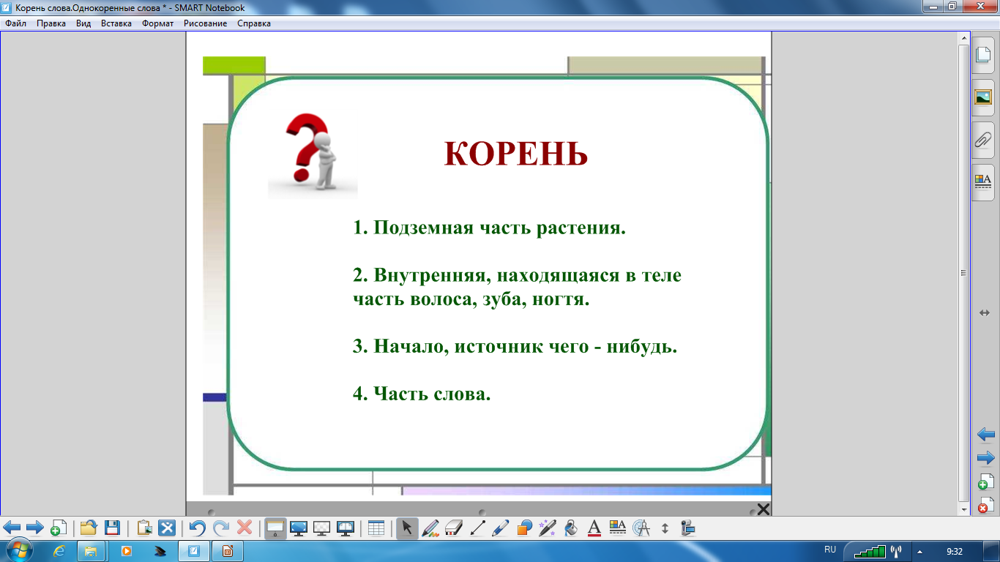 Корень слова.Однокоренные слова * - SMART Notebook
Файл Правка Вид Вставка Формат Рисование Справка
КОРЕНЬ
1. Подземная часть растения.
2. Внутренняя, находящаяся в теле
часть волоса, зуба, ногтя.
3. Начало, источник чего - нибудь.
4. Часть слова.
RU
9:32